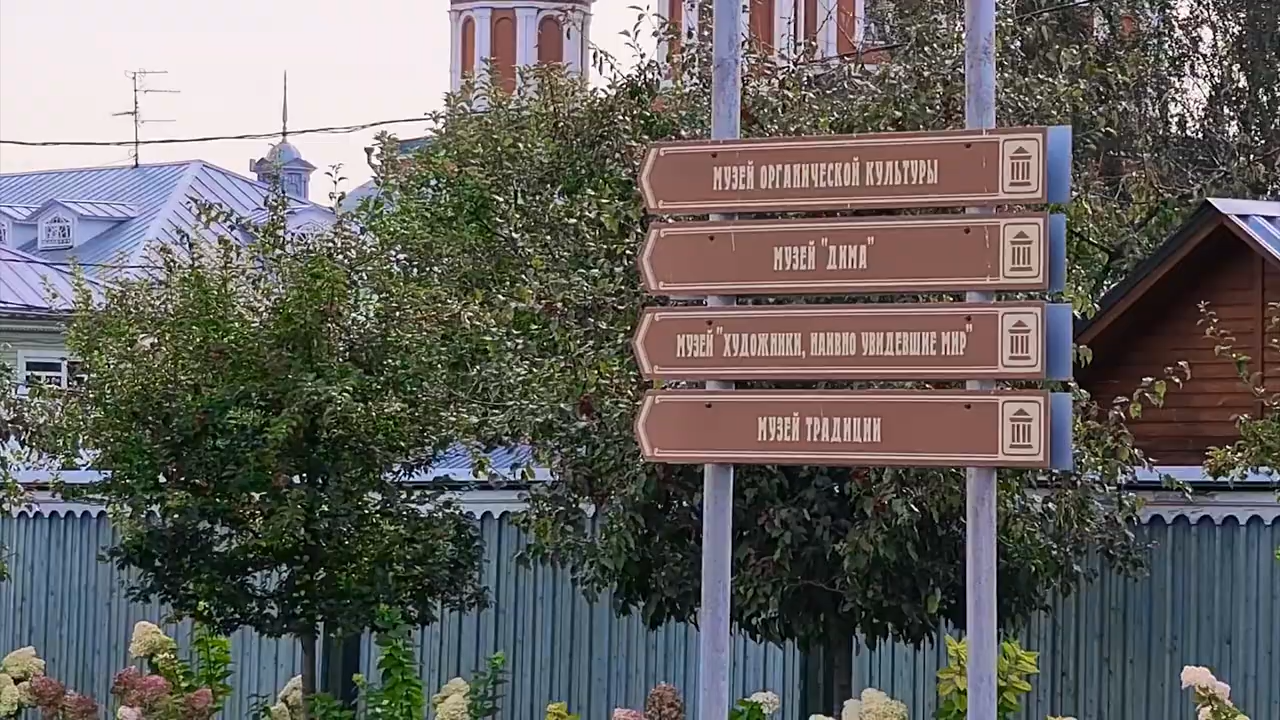 МУЗЕЙ ОРГАНИЧЕСКОЙ КУЛЬТУРЫ
МУЗЕЙ "ДИМА"
МУЗЕЙ "ХУДОЖНИКИ, НАИВНО УВИДЕВШИЕ МИР"
МУЗЕЙ ТРАДИЦИИ